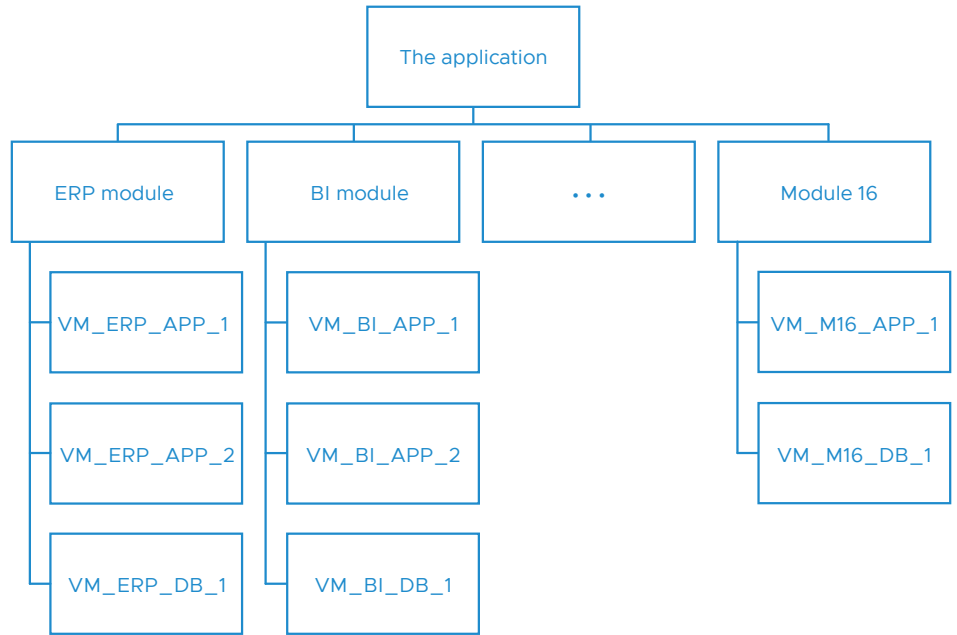 The application
ERP module
BI module
...
Module 16
VM_ERP_APP_1
VM_BI_APP_1
VM_M16_APP_1
VM_ERP_APP_2
VM_BI_APP_2
VM_M16_DB_1
VM_ERP_DB_1
VM_BI_DB_1